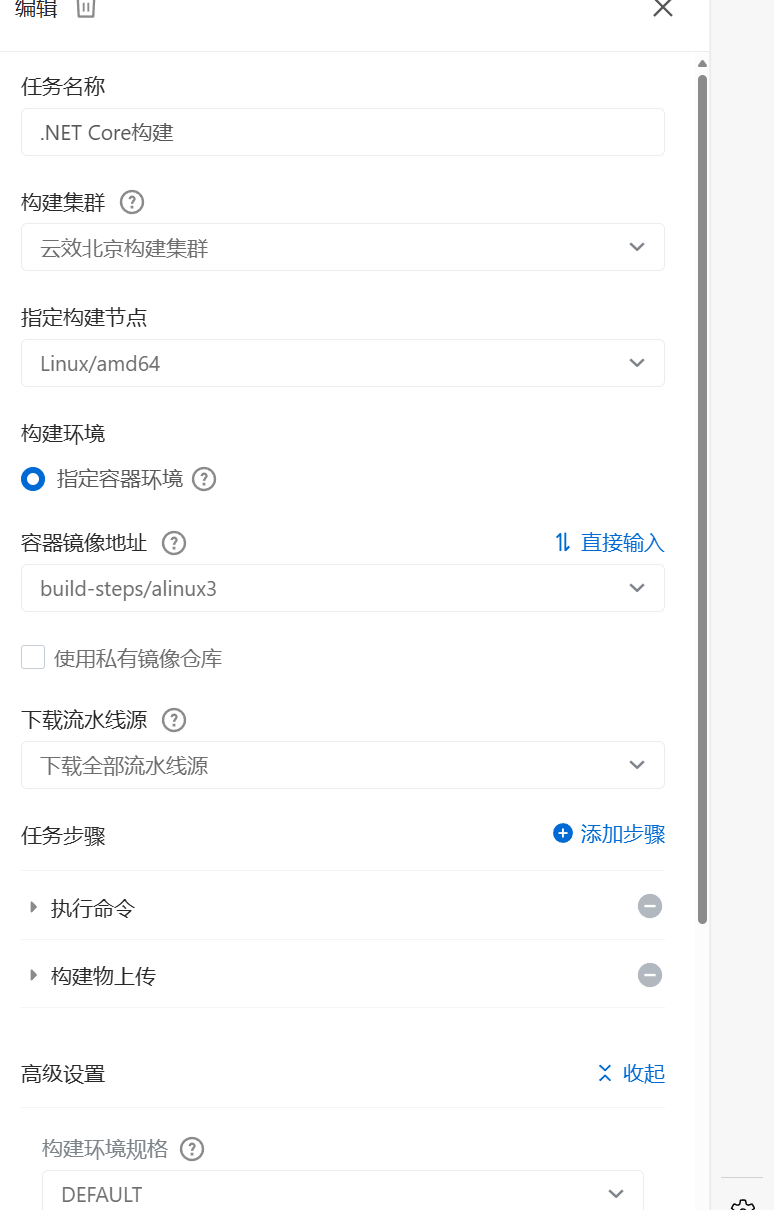 编辑
任务名称
.NET Core构建
构建集群
云效北京构建集群
指定构建节点
Linux/amd64
构建环境
指定容器环境
容器镜像地址 直接输入
build-steps/alinux3
使用私有镜像仓库
下载流水线源
下载全部流水线源
任务步骤 添加步骤
执行命令
构建物上传
高级设置 收起
构建环境规格
DEFAULT